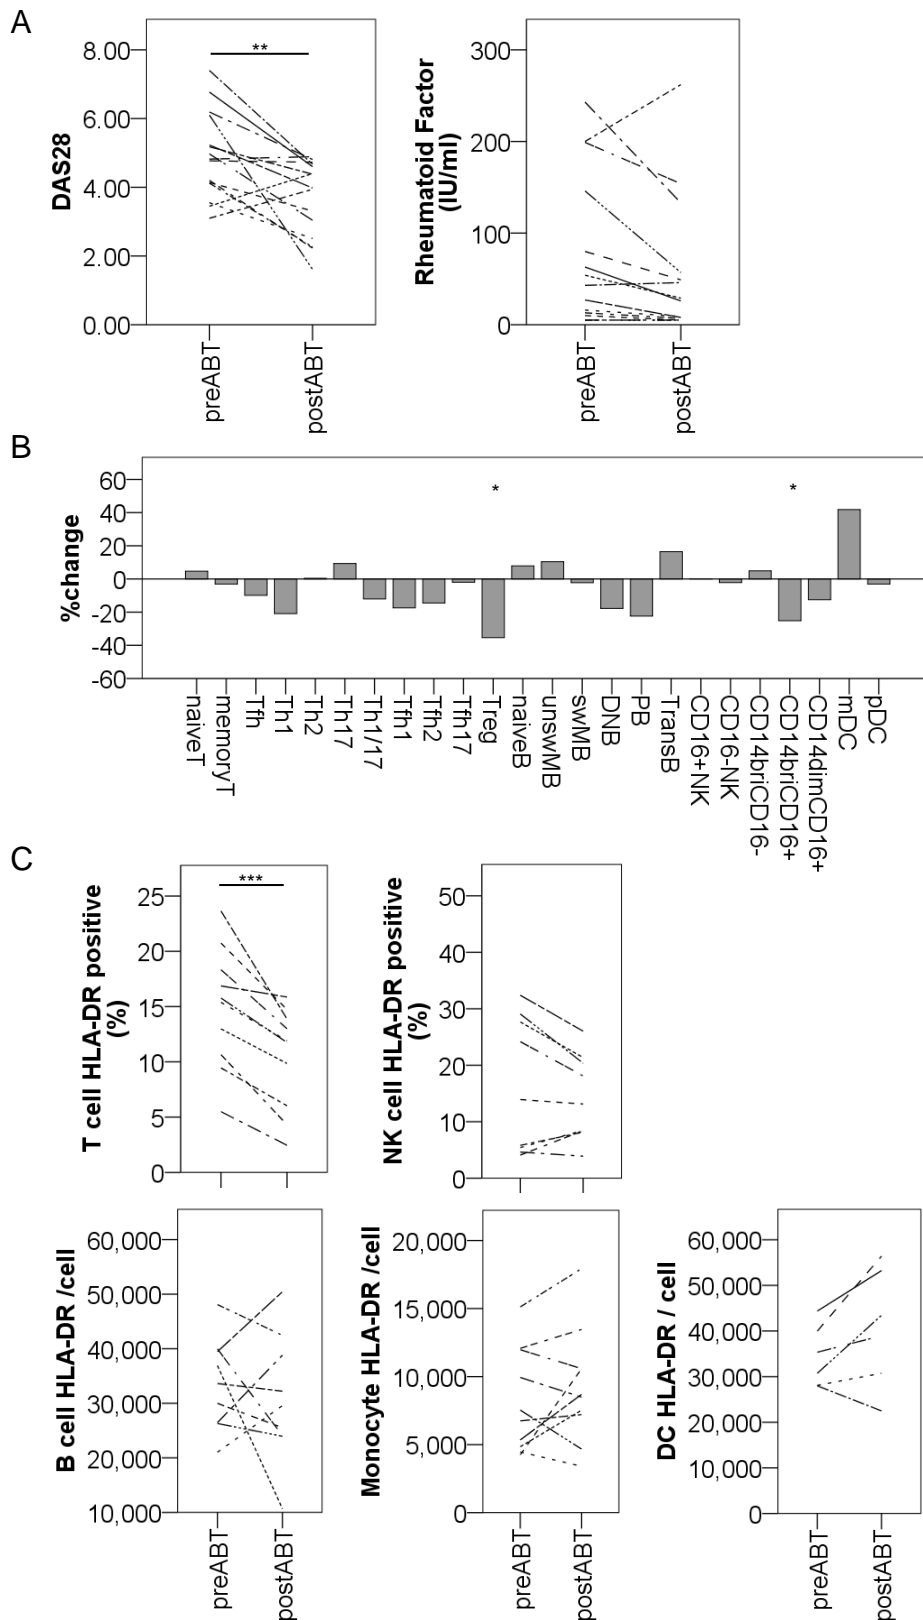 A
8.00
6.00
4.00
2.00
0.00
DAS28
**
preABT
postABT
300
200
100
0
Rheumatoid Factor
(IU/ml)
preABT
postABT
B
60
40
20
0
-20
-40
-60
%change
*
*
naiveT
memoryT
Tfh
Th1
Th2
Th17
Th1/17
Tfh1
Tfh2
Tfh17
Treg
naiveB
unswMB
swMB
DNB
PB
TransB
CD16+NK
CD16-NK
CD14briCD16-
CD14briCD16+
CD14dimCD16+
mDC
pDC
C
25
20
15
10
5
0
T cell HLA-DR positive
(%)
***
50
40
30
20
10
0
NK cell HLA-DR positive
(%)
60,000
50,000
40,000
30,000
20,000
10,000
B cell HLA-DR /cell
preABT
postABT
20,000
15,000
10,000
5,000
0
Monocyte HLA-DR /cell
preABT
postABT
60,000
50,000
40,000
30,000
20,000
10,000
0
DC HLA-DR / cell
preABT
postABT